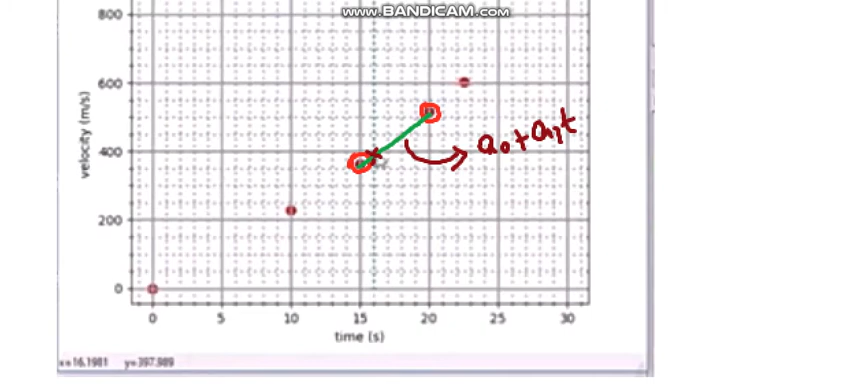 www.BANDICAM.com
800
600
a0 + a1t
400
200
0
velocity (m/s)
0 5 10 15 20 25 30
time (s)
x=16.1981 y=397.989